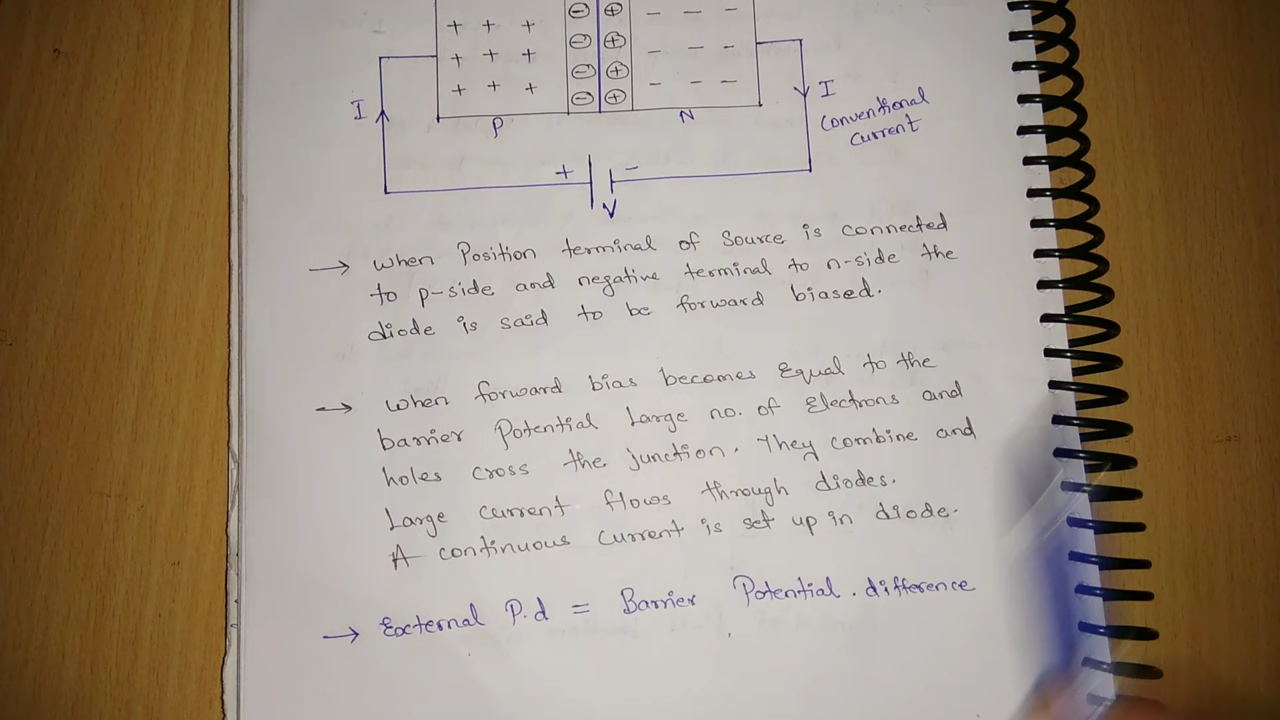 + + + ⊖ ⊕ — — —
+ + + ⊖ ⊕ — — —
+ + + ⊖ ⊕ — — —
⊖ ⊕
I
P
N
I
Conventional
Current
+ —
V
→ When Position terminal of Source is connected
to p-side and negative terminal to n-side the
diode is said to be forward biased.
→ When forward bias becomes Equal to the
barrier Potential Large no. of Electrons and
holes cross the junction. They combine and
Large current flows through diodes.
A continuous current is set up in diode.
→ External P.d = Barrier Potential. difference